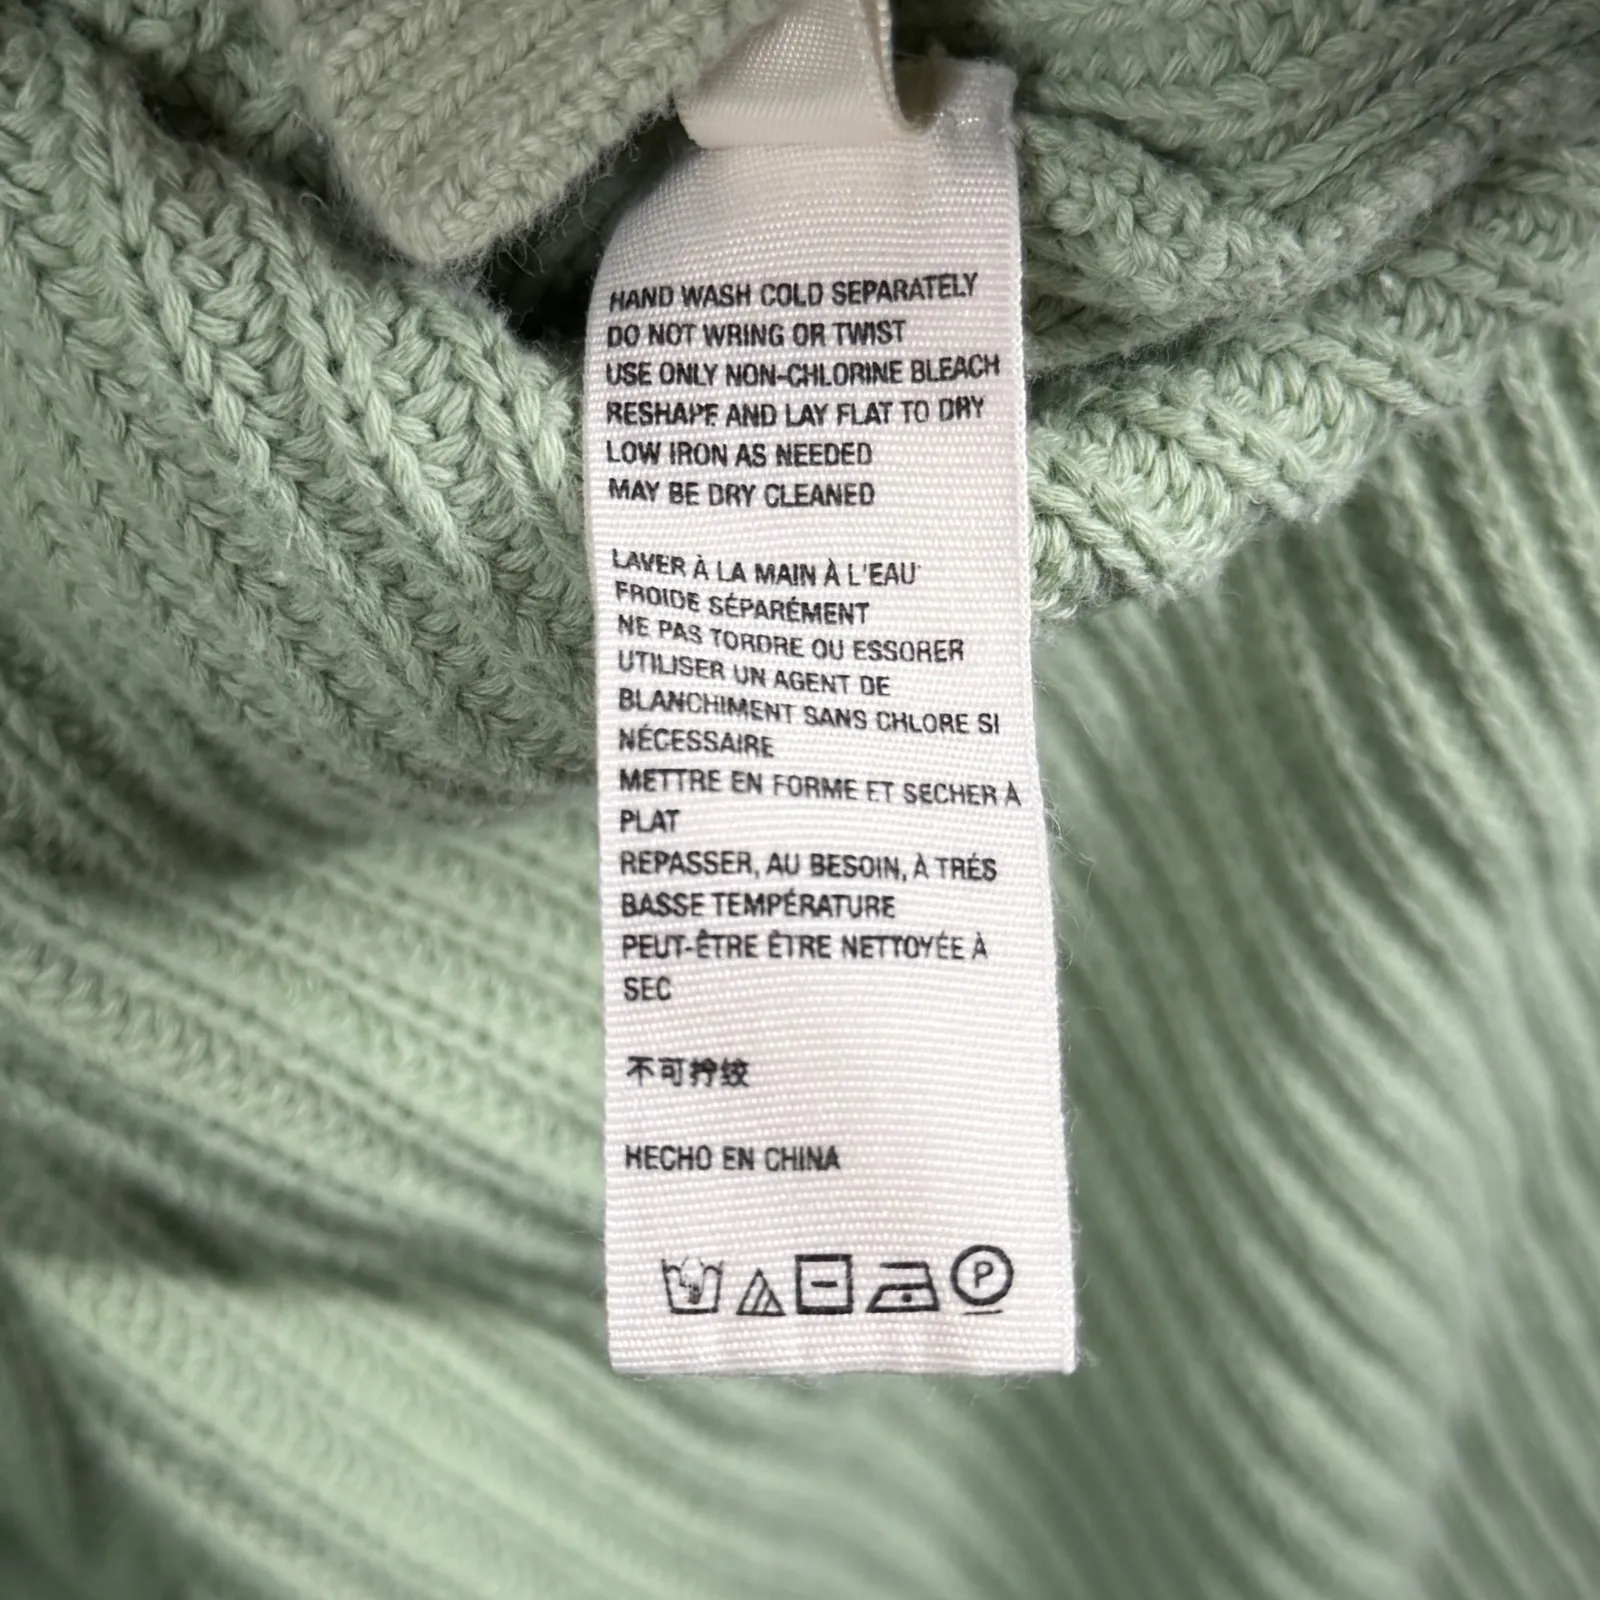 HAND WASH COLD SEPARATELY
DO NOT WRING OR TWIST
USE ONLY NON-CHLORINE BLEACH
RESHAPE AND LAY FLAT TO DRY
LOW IRON AS NEEDED
MAY BE DRY CLEANED
LAVER À LA MAIN À L'EAU
FROIDE SÉPARÉMENT
NE PAS TORDRE OU ESSORER
UTILISER UN AGENT DE
BLANCHIMENT SANS CHLORE SI
NÉCESSAIRE
METTRE EN FORME ET SECHER À
PLAT
REPASSER, AU BESOIN, À TRÉS
BASSE TEMPÉRATURE
PEUT-ÊTRE ÊTRE NETTOYÉE À
SEC
不可拧绞
HECHO EN CHINA
P